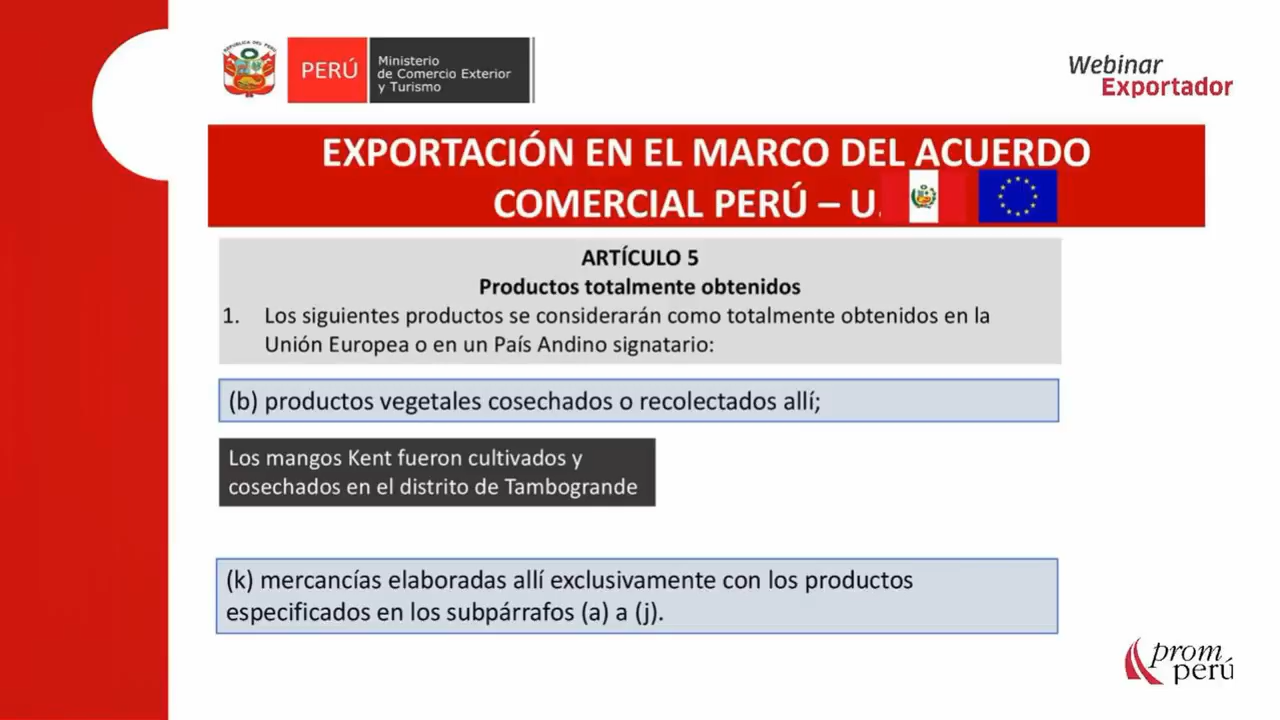 REPÚBLICA DEL PERÚ
PERÚ
Ministerio
de Comercio Exterior
y Turismo
Webinar
Exportador
EXPORTACIÓN EN EL MARCO DEL ACUERDO
COMERCIAL PERÚ – U
ARTÍCULO 5
Productos totalmente obtenidos
1. Los siguientes productos se considerarán como totalmente obtenidos en la
Unión Europea o en un País Andino signatario:
(b) productos vegetales cosechados o recolectados allí;
Los mangos Kent fueron cultivados y
cosechados en el distrito de Tambogrande
(k) mercancías elaboradas allí exclusivamente con los productos
especificados en los subpárrafos (a) a (j).
prom
perú